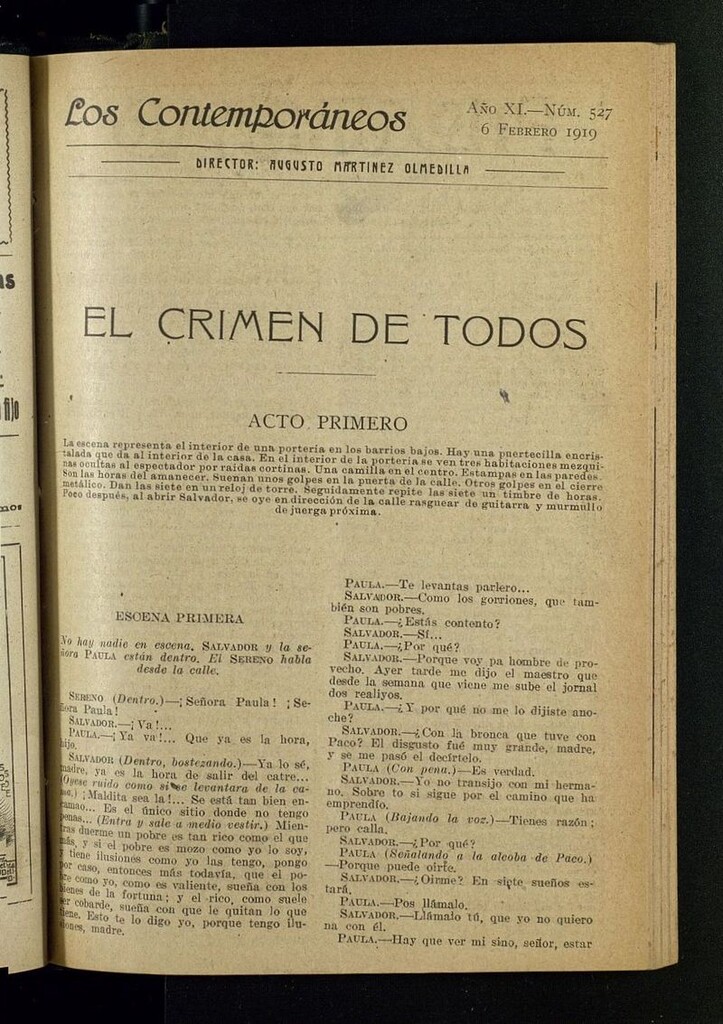 Los Contemporáneos
AÑO XI.—NÚM. 527
6 FEBRERO 1919
DIRECTOR: AUGUSTO MARTINEZ OLMEDILLA
EL CRIMEN DE TODOS
ACTO PRIMERO
La escena representa el interior de una portería en los barrios bajos. Hay una puertecilla encris-
talada que da al interior de la casa. En el interior de la portería se ven tres habitaciones mezqui-
nas ocultas al espectador por raídas cortinas. Una camilla en el centro. Estampas en las paredes.
Son las horas del amanecer. Suenan unos golpes en la puerta de la calle. Otros golpes en el cierre
metálico. Dan las siete en un reloj de torre. Seguidamente repite las siete un timbre de horas.
Poco después, al abrir Salvador, se oye en dirección de la calle rasguear de guitarra y murmullo
de juerga próxima.
ESCENA PRIMERA
No hay nadie en escena. SALVADOR y la se-
ñora PAULA están dentro. El SERENO habla
desde la calle.
SERENO (Dentro.)—¡Señora Paula! ¡Se-
ñora Paula!
SALVADOR.—¡Va!...
PAULA.—¡Ya va!... Que ya es la hora,
hijo.
SALVADOR (Dentro, bostezando.)—Ya lo sé,
madre, ya es la hora de salir del catre...
(Oyese ruido como si se levantara de la ca-
ma.) ¡Maldita sea la!... Se está tan bien en-
camao... Es el único sitio donde no tengo
penas... (Entra y sale a medio vestir.) Mien-
tras duerme un pobre es tan rico como el que
más, y si el pobre es mozo como yo lo soy,
y tiene ilusiones como yo las tengo, pongo
por caso, entonces más todavía, que el po-
bre como yo, como es valiente, sueña con los
bienes de la fortuna; y el rico, como suele
ser cobarde, sueña con que le quitan lo que
tiene. Esto te lo digo yo, porque tengo ilu-
siones, madre.
PAULA.—Te levantas parlero...
SALVADOR.—Como los gorriones, que tam-
bién son pobres.
PAULA.—¿Estás contento?
SALVADOR.—Sí...
PAULA.—¿Por qué?
SALVADOR.—Porque voy pa hombre de pro-
vecho. Ayer tarde me dijo el maestro que
desde la semana que viene me sube el jornal
dos realiyos.
PAULA.—¿Y por qué no me lo dijiste ano-
che?
SALVADOR.—¿Con la bronca que tuve con
Paco? El disgusto fué muy grande, madre,
y se me pasó el decírtelo.
PAULA (Con pena.)—Es verdad.
SALVADOR.—Yo no transijo con mi herma-
no. Sobre to si sigue por el camino que ha
emprendío.
PAULA (Bajando la voz.)—Tienes razón;
pero calla.
SALVADOR.—¿Por qué?
PAULA (Señalando a la alcoba de Paco.)
—Porque puede oirte.
SALVADOR.—¿Oirme? En siete sueños es-
tará.
PAULA.—Pos llámalo.
SALVADOR.—Llámalo tú, que yo no quiero
na con él.
PAULA.—Hay que ver mi sino, señor, estar